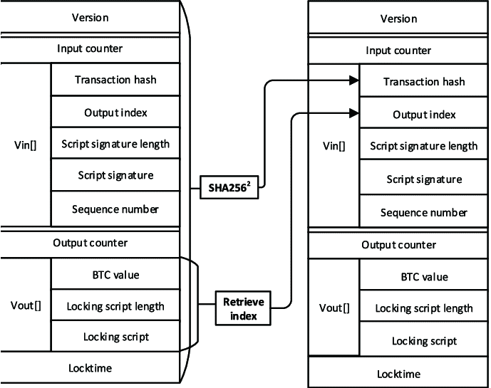 Version
Input counter
Vin[]
Transaction hash
Output index
Script signature length
Script signature
Sequence number
Output counter
Vout[]
BTC value
Locking script length
Locking script
Locktime
SHA256²
Retrieve
index
Version
Input counter
Vin[]
Transaction hash
Output index
Script signature length
Script signature
Sequence number
Output counter
Vout[]
BTC value
Locking script length
Locking script
Locktime